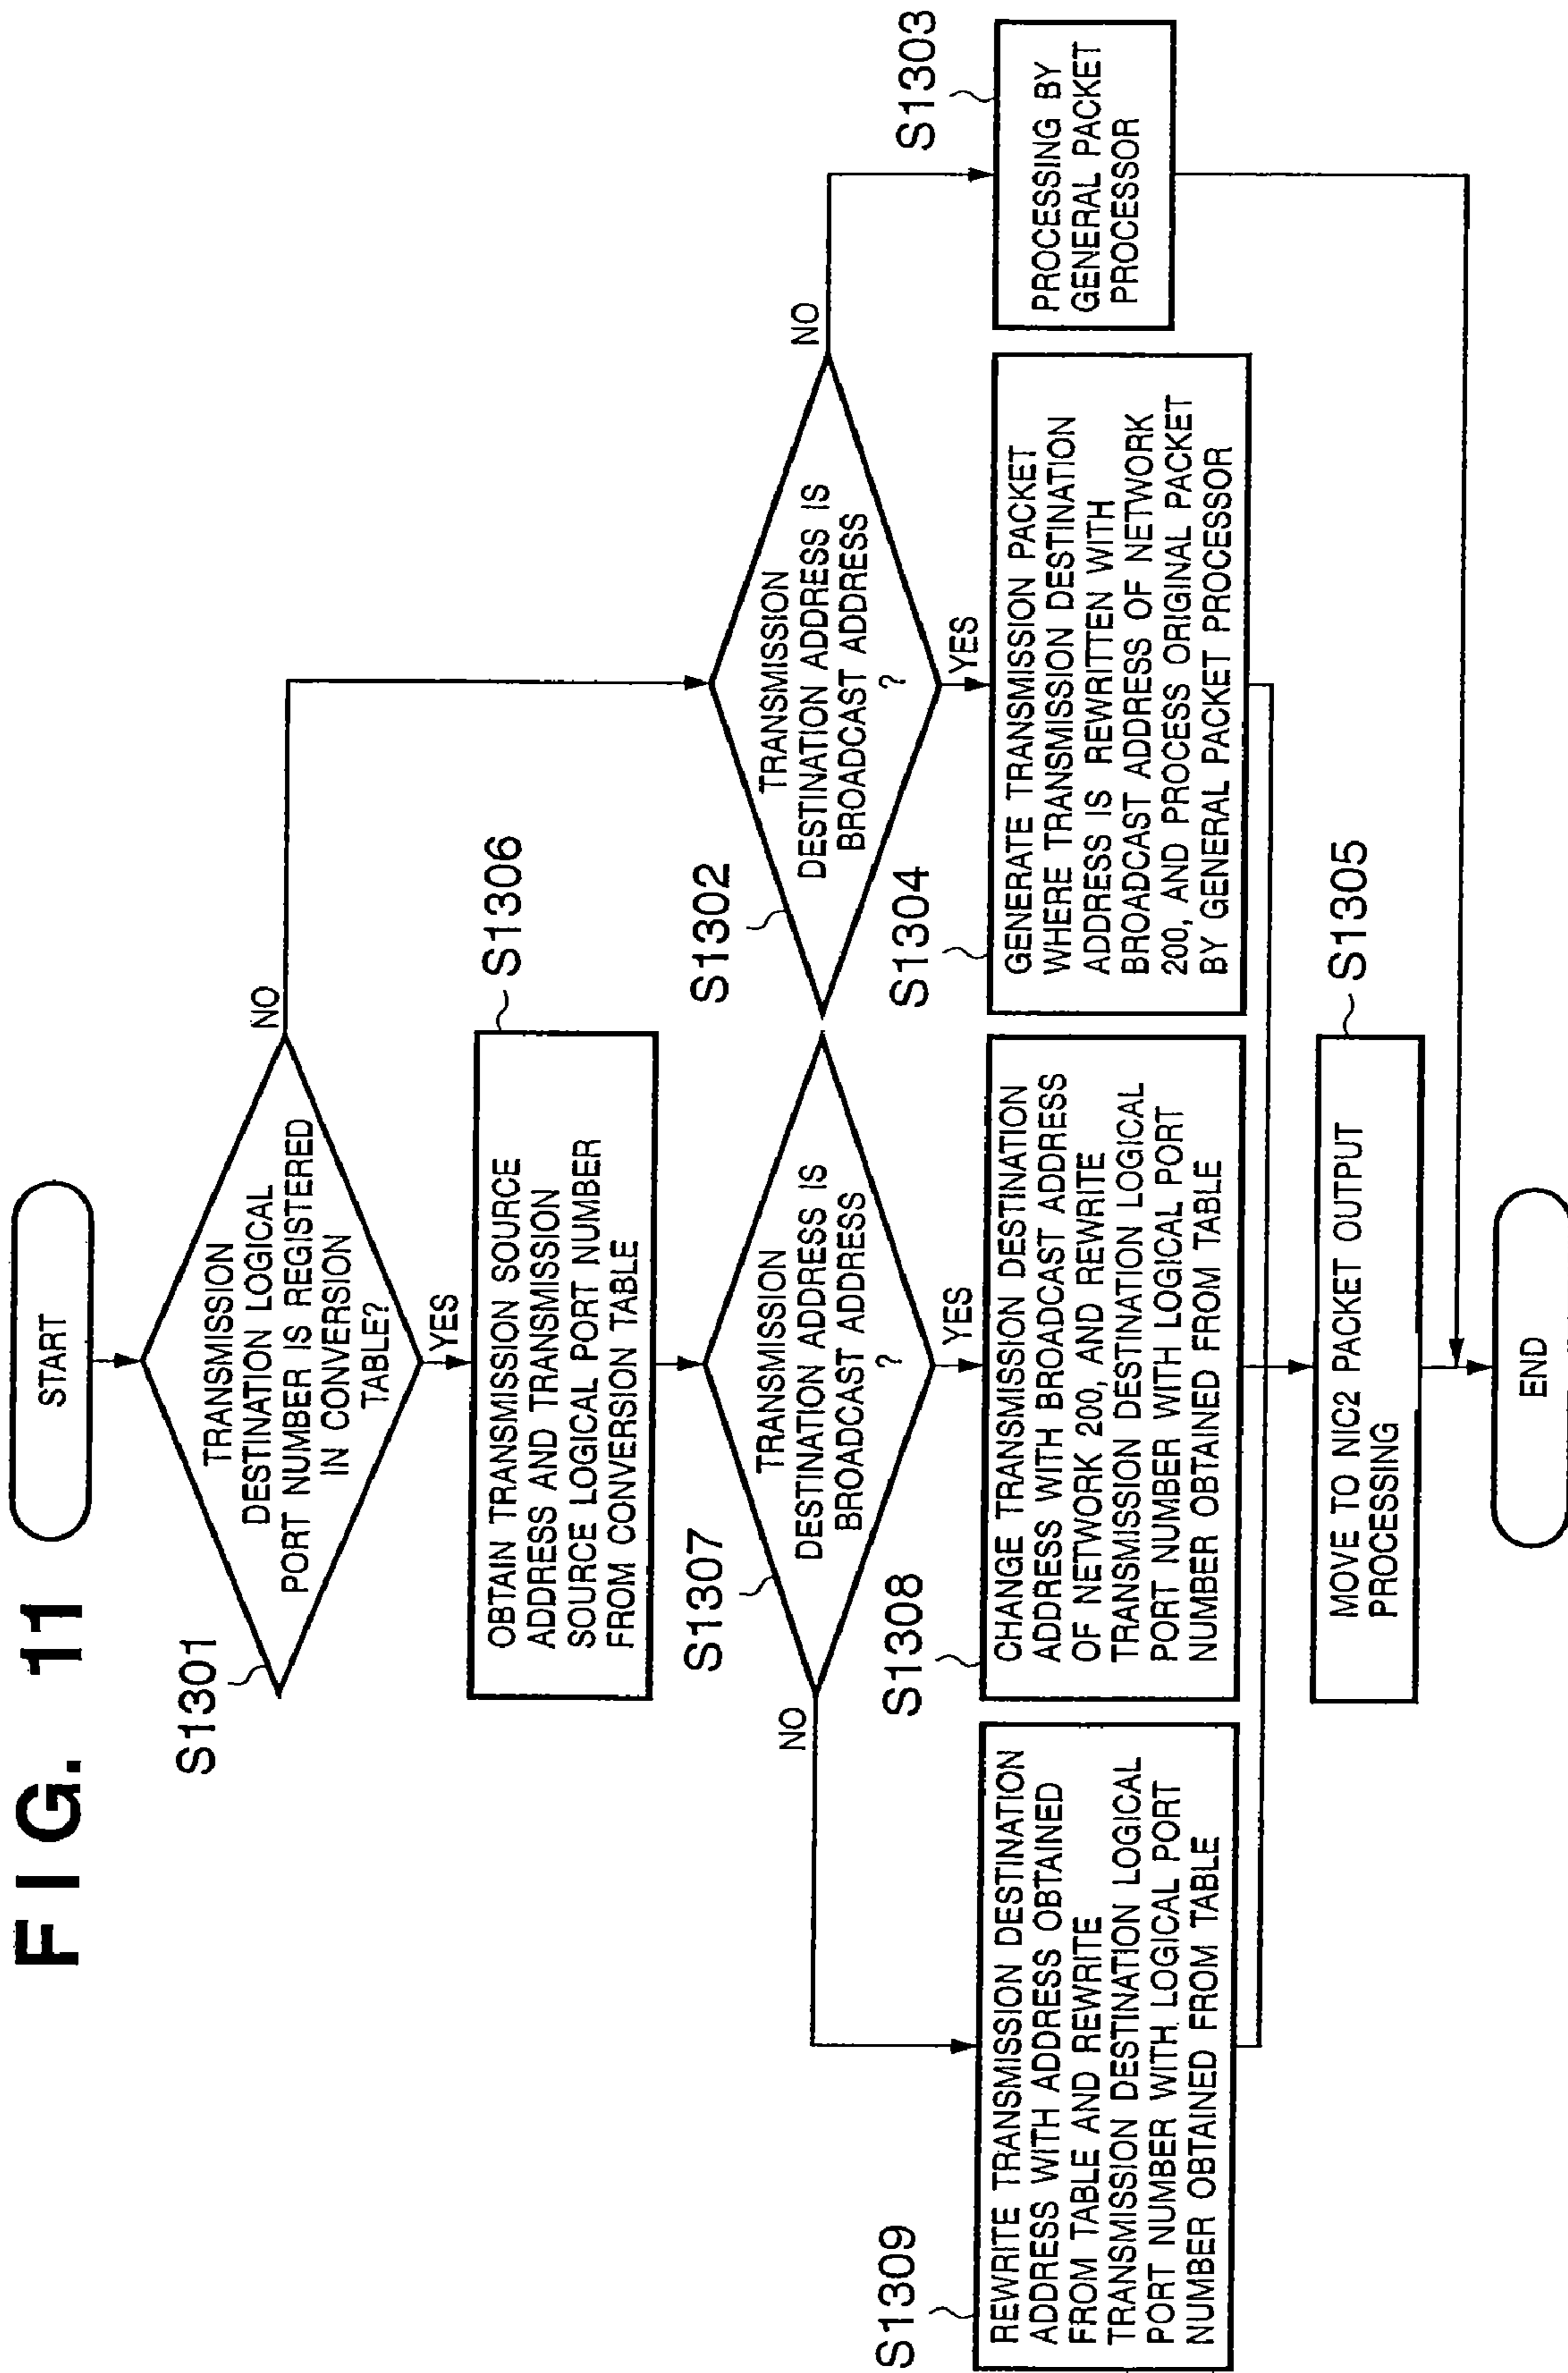 FIG. 11
START
S1301
TRANSMISSION
DESTINATION LOGICAL
PORT NUMBER IS REGISTERED
IN CONVERSION
TABLE?
NO
YES
S1306
OBTAIN TRANSMISSION SOURCE
ADDRESS AND TRANSMISSION
SOURCE LOGICAL PORT NUMBER
FROM CONVERSION TABLE
S1307
TRANSMISSION
DESTINATION ADDRESS IS
BROADCAST ADDRESS
?
NO
YES
S1302
TRANSMISSION
DESTINATION ADDRESS IS
BROADCAST ADDRESS
?
NO
YES
S1309
REWRITE TRANSMISSION DESTINATION
ADDRESS WITH ADDRESS OBTAINED
FROM TABLE AND REWRITE
TRANSMISSION DESTINATION LOGICAL
PORT NUMBER WITH LOGICAL PORT
NUMBER OBTAINED FROM TABLE
S1308
CHANGE TRANSMISSION DESTINATION
ADDRESS WITH BROADCAST ADDRESS
OF NETWORK 200, AND REWRITE
TRANSMISSION DESTINATION LOGICAL
PORT NUMBER WITH LOGICAL PORT
NUMBER OBTAINED FROM TABLE
S1304
GENERATE TRANSMISSION PACKET
WHERE TRANSMISSION DESTINATION
ADDRESS IS REWRITTEN WITH
BROADCAST ADDRESS OF NETWORK
200, AND PROCESS ORIGINAL PACKET
BY GENERAL PACKET PROCESSOR
S1303
PROCESSING BY
GENERAL PACKET
PROCESSOR
S1305
MOVE TO NIC2 PACKET OUTPUT
PROCESSING
END